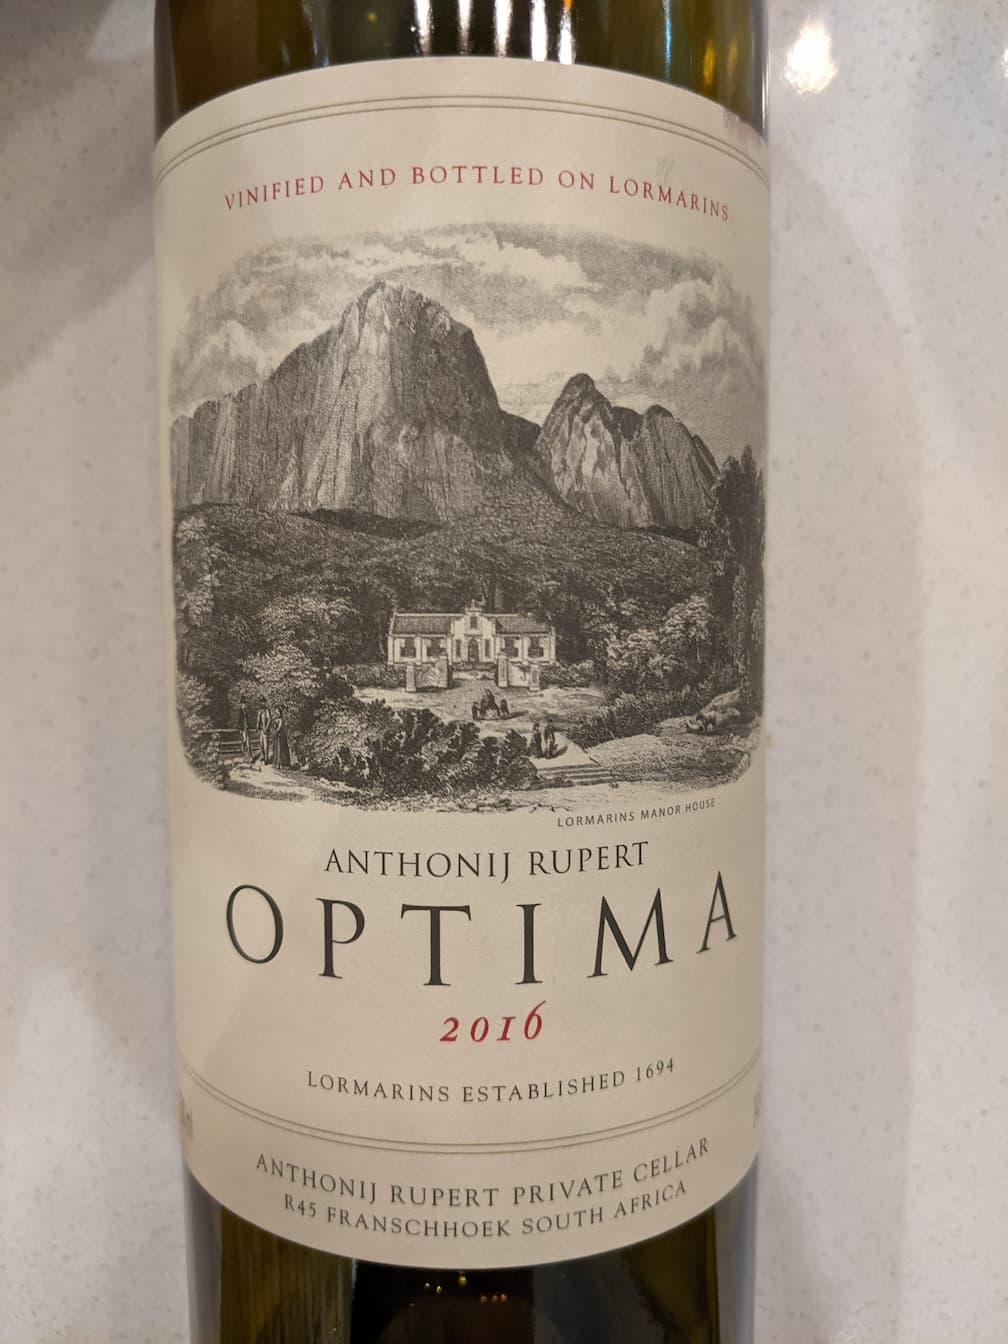 VINIFIED AND BOTTLED ON LORMARINS
LORMARINS MANOR HOUSE
ANTHONIJ RUPERT
OPTIMA
2016
LORMARINS ESTABLISHED 1694
ANTHONIJ RUPERT PRIVATE CELLAR
R45 FRANSCHHOEK SOUTH AFRICA